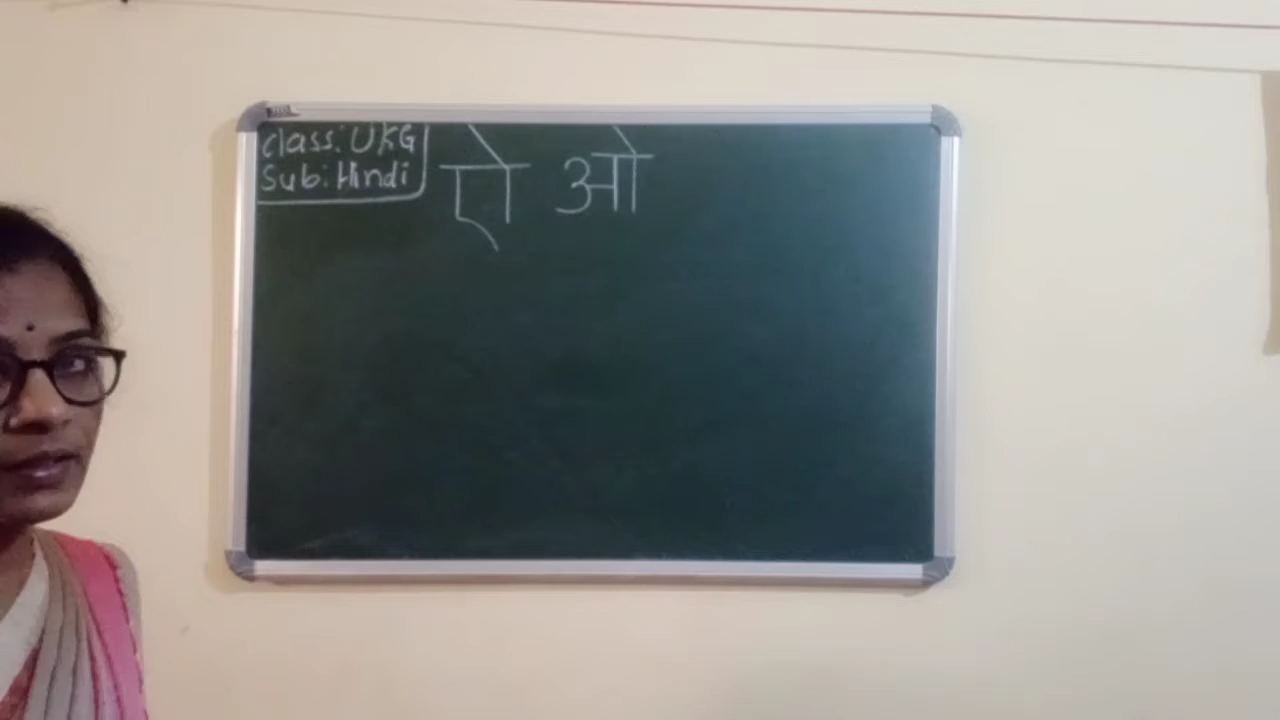 class: UKG
Sub: Hindi
ऐ ओ